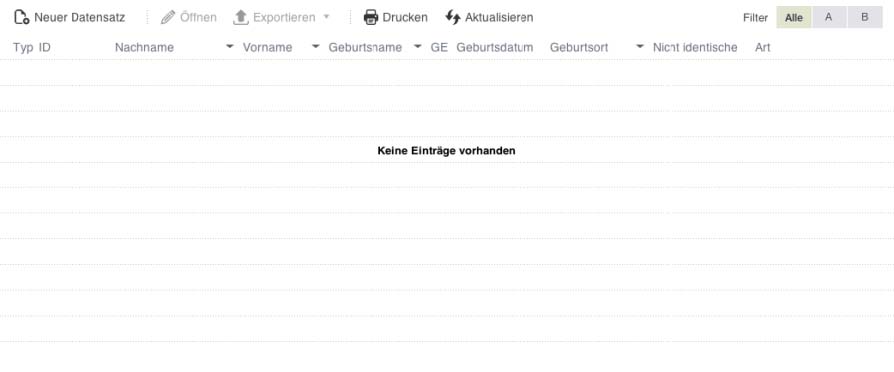 Neuer Datensatz Öffnen Exportieren Drucken Aktualisieren Filter Alle A B
Typ ID Nachname Vorname Geburtsname GE Geburtsdatum Geburtsort Nicht identische Art
Keine Einträge vorhanden